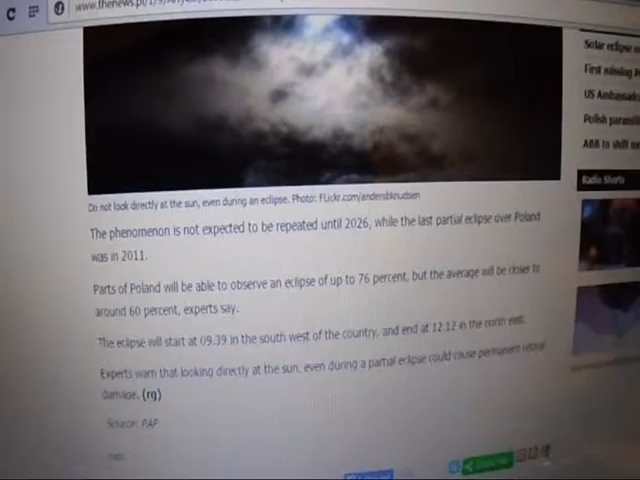 www.thenews.pl/1/9/Artykul
Solar eclipse
First missing
US Ambassado
Polish paramilit
ABB to shift
Radio Shorts
Do not look directly at the sun, even during an eclipse. Photo: FLickr.com/andersbknudsen
The phenomenon is not expected to be repeated until 2026, while the last partial eclipse over Poland
was in 2011.
Parts of Poland will be able to observe an eclipse of up to 76 percent, but the average will be closer to
around 60 percent, experts say.
The eclipse will start at 09.39 in the south west of the country, and end at 12.12 in the north east.
Experts warn that looking directly at the sun, even during a partial eclipse could cause permanent retinal
damage. (rg)
Source: PAP